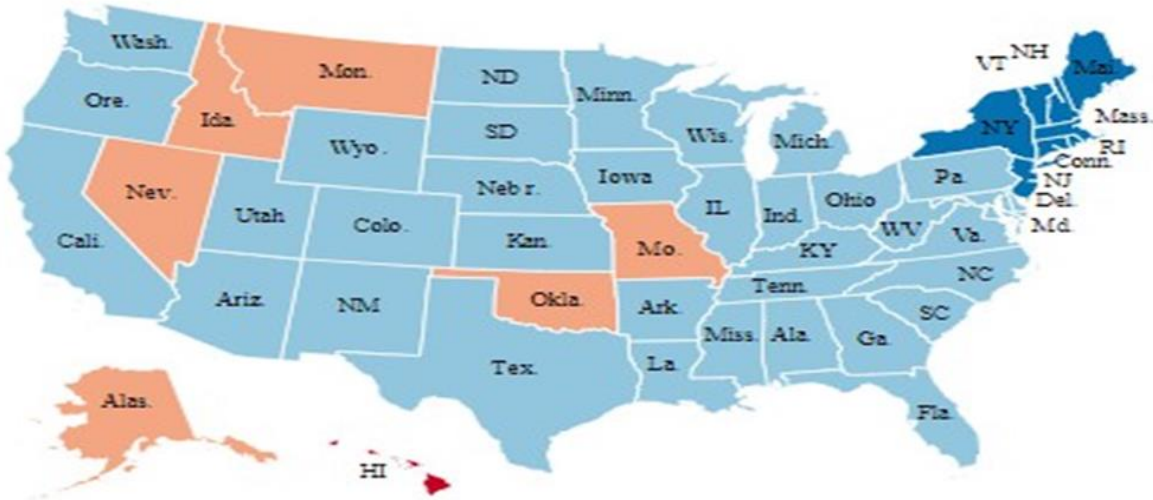 Wash.
Mon.
ND
Minn.
VT
NH
Mai.
Ore.
Ida.
SD
Wis.
Mich.
NY
Mass.
Wyo.
RI
Conn.
Nev.
Nebr.
Iowa
Pa.
NJ
Utah
Colo.
IL
Ind.
Ohio
Del.
Cali.
Kan.
Mo.
KY
WV
Va.
Md.
Ariz.
NM
Okla.
Ark.
Tenn.
NC
SC
Tex.
La.
Miss.
Ala.
Ga.
Alas.
Fla.
HI